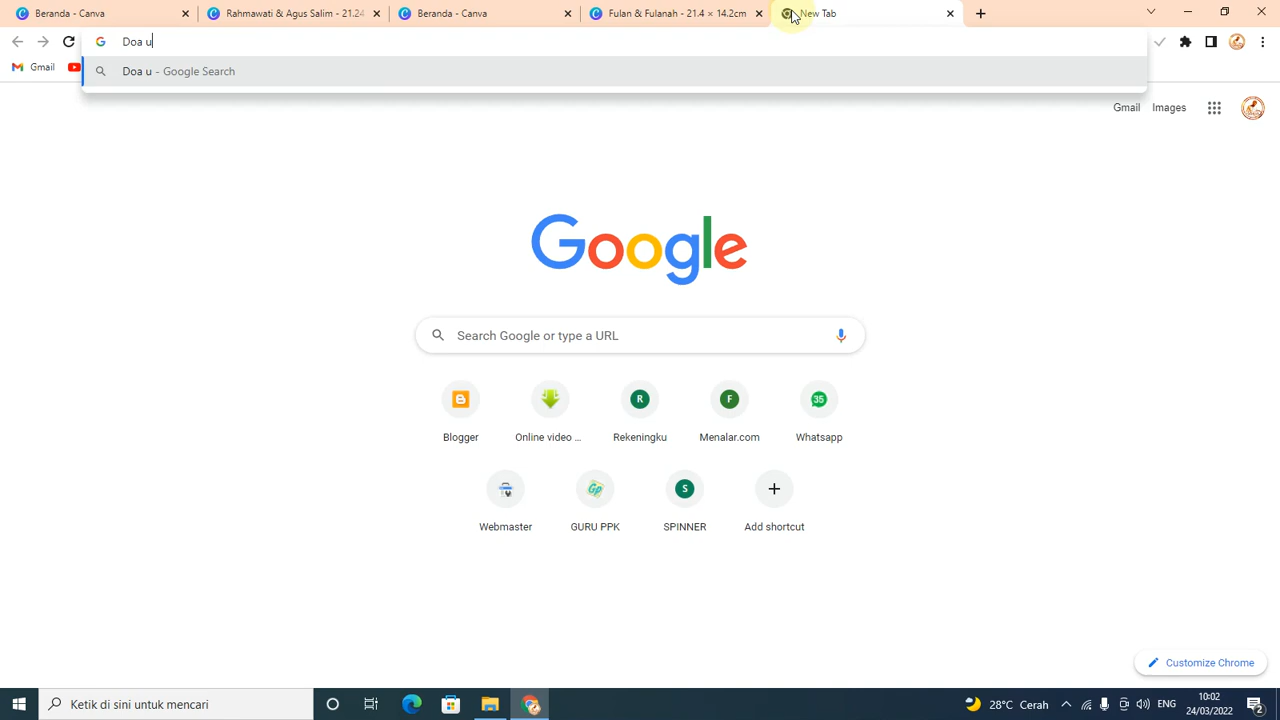 Beranda - Canva
Rahmawati & Agus Salim - 21.24
Beranda - Canva
Fulan & Fulanah - 21.4 × 14.2cm
New Tab
Doa u
Gmail
Doa u - Google Search
Gmail Images
Google
Search Google or type a URL
R F 35
Blogger Online video ... Rekeningku Menalar.com Whatsapp
GP S
Webmaster GURU PPK SPINNER Add shortcut
Customize Chrome
Ketik di sini untuk mencari
28°C Cerah
ENG
10:02
24/03/2022
2